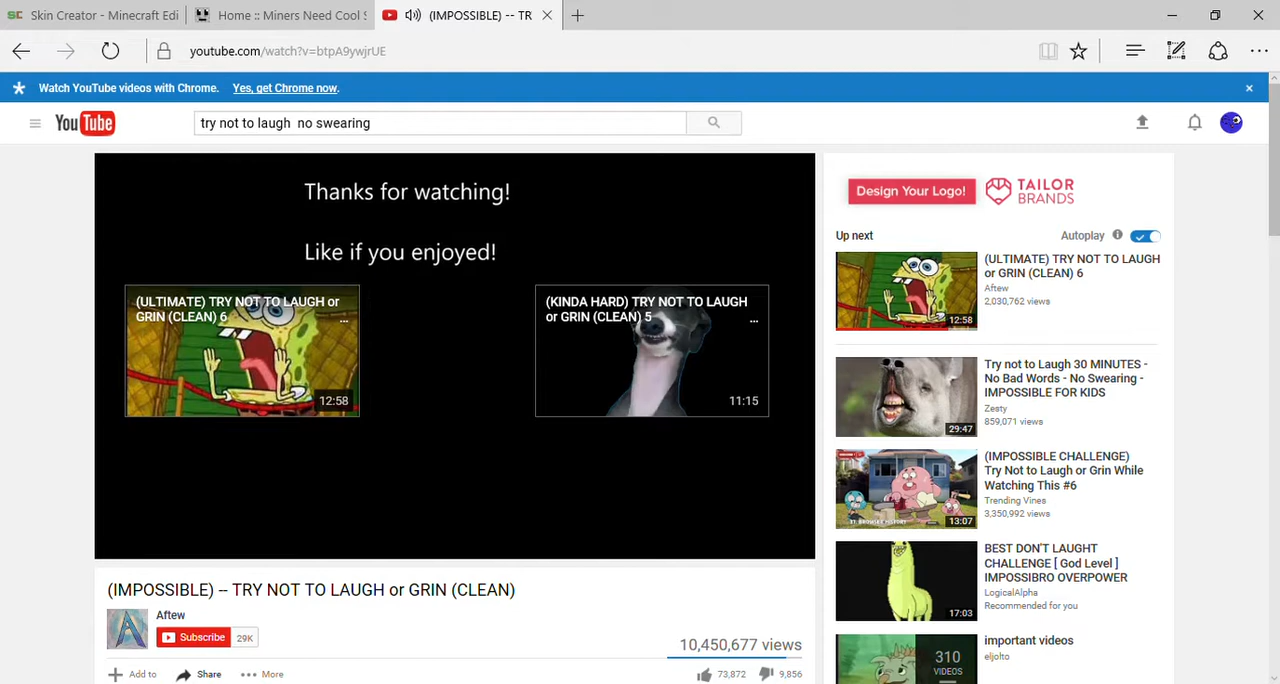 Skin Creator - Minecraft Edi
Home :: Miners Need Cool S
(IMPOSSIBLE) -- TR
youtube.com/watch?v=btpA9ywjrUE
Watch YouTube videos with Chrome. Yes, get Chrome now.
YouTube
try not to laugh  no swearing
Thanks for watching!
Like if you enjoyed!
(ULTIMATE) TRY NOT TO LAUGH or
GRIN (CLEAN) 6
12:58
(KINDA HARD) TRY NOT TO LAUGH
or GRIN (CLEAN) 5
11:15
(IMPOSSIBLE) -- TRY NOT TO LAUGH or GRIN (CLEAN)
Aftew
Subscribe 29K
10,450,677 views
Add to Share More
73,872 9,856
Design Your Logo! TAILOR
BRANDS
Up next Autoplay
(ULTIMATE) TRY NOT TO LAUGH
or GRIN (CLEAN) 6
Aftew
2,030,762 views
12:58
Try not to Laugh 30 MINUTES -
No Bad Words - No Swearing -
IMPOSSIBLE FOR KIDS
Zesty
859,071 views
29:47
(IMPOSSIBLE CHALLENGE)
Try Not to Laugh or Grin While
Watching This #6
Trending Vines
3,350,992 views
13:07
BEST DON'T LAUGHT
CHALLENGE [ God Level ]
IMPOSSIBRO OVERPOWER
LogicalAlpha
Recommended for you
17:03
important videos
eljolto
310
VIDEOS